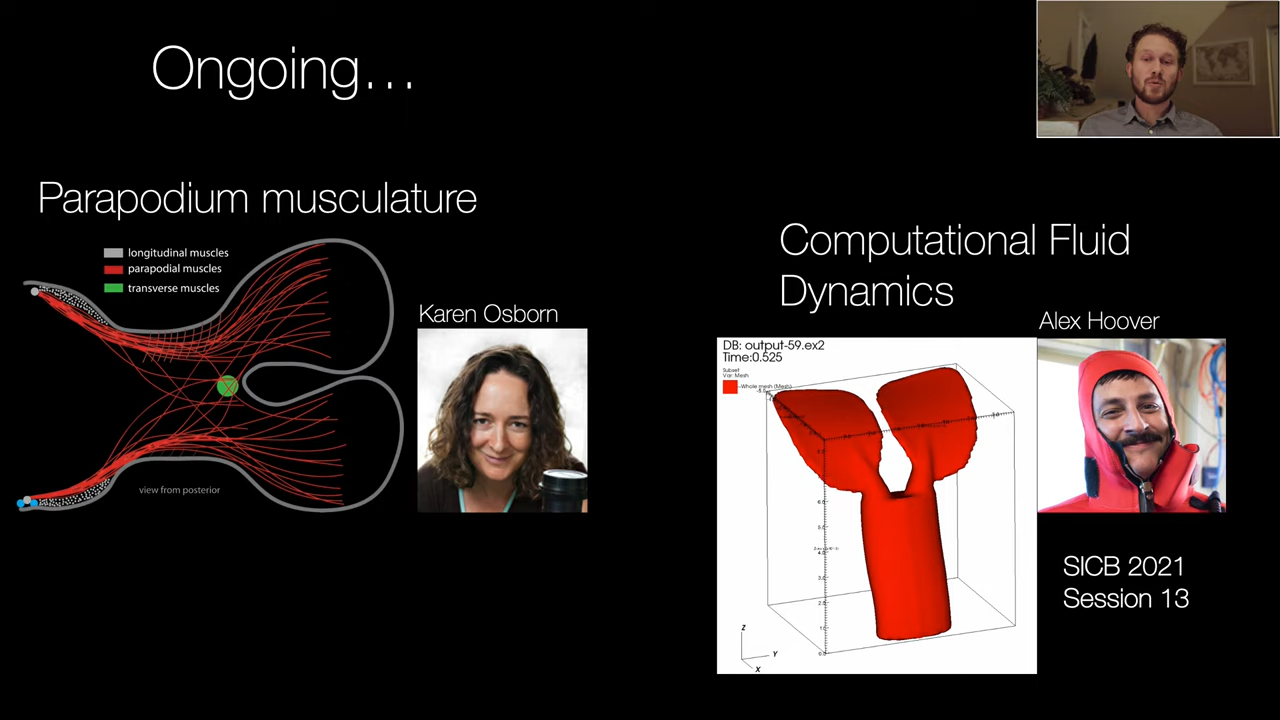 Ongoing…
Parapodium musculature
longitudinal muscles
parapodial muscles
transverse muscles
view from posterior
Karen Osborn
Computational Fluid
Dynamics
Alex Hoover
DB: output-59.ex2
Time:0.525
Subset
Var: Mesh
Whole mesh (Mesh)
Z
Y
X
SICB 2021
Session 13